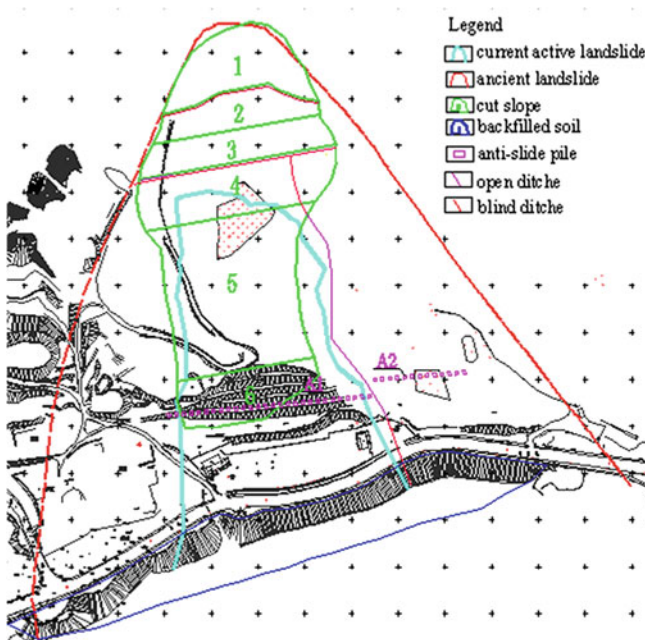 Legend
current active landslide
ancient landslide
cut slope
backfilled soil
anti-slide pile
open ditche
blind ditche
1
2
3
4
5
A2
A1
6